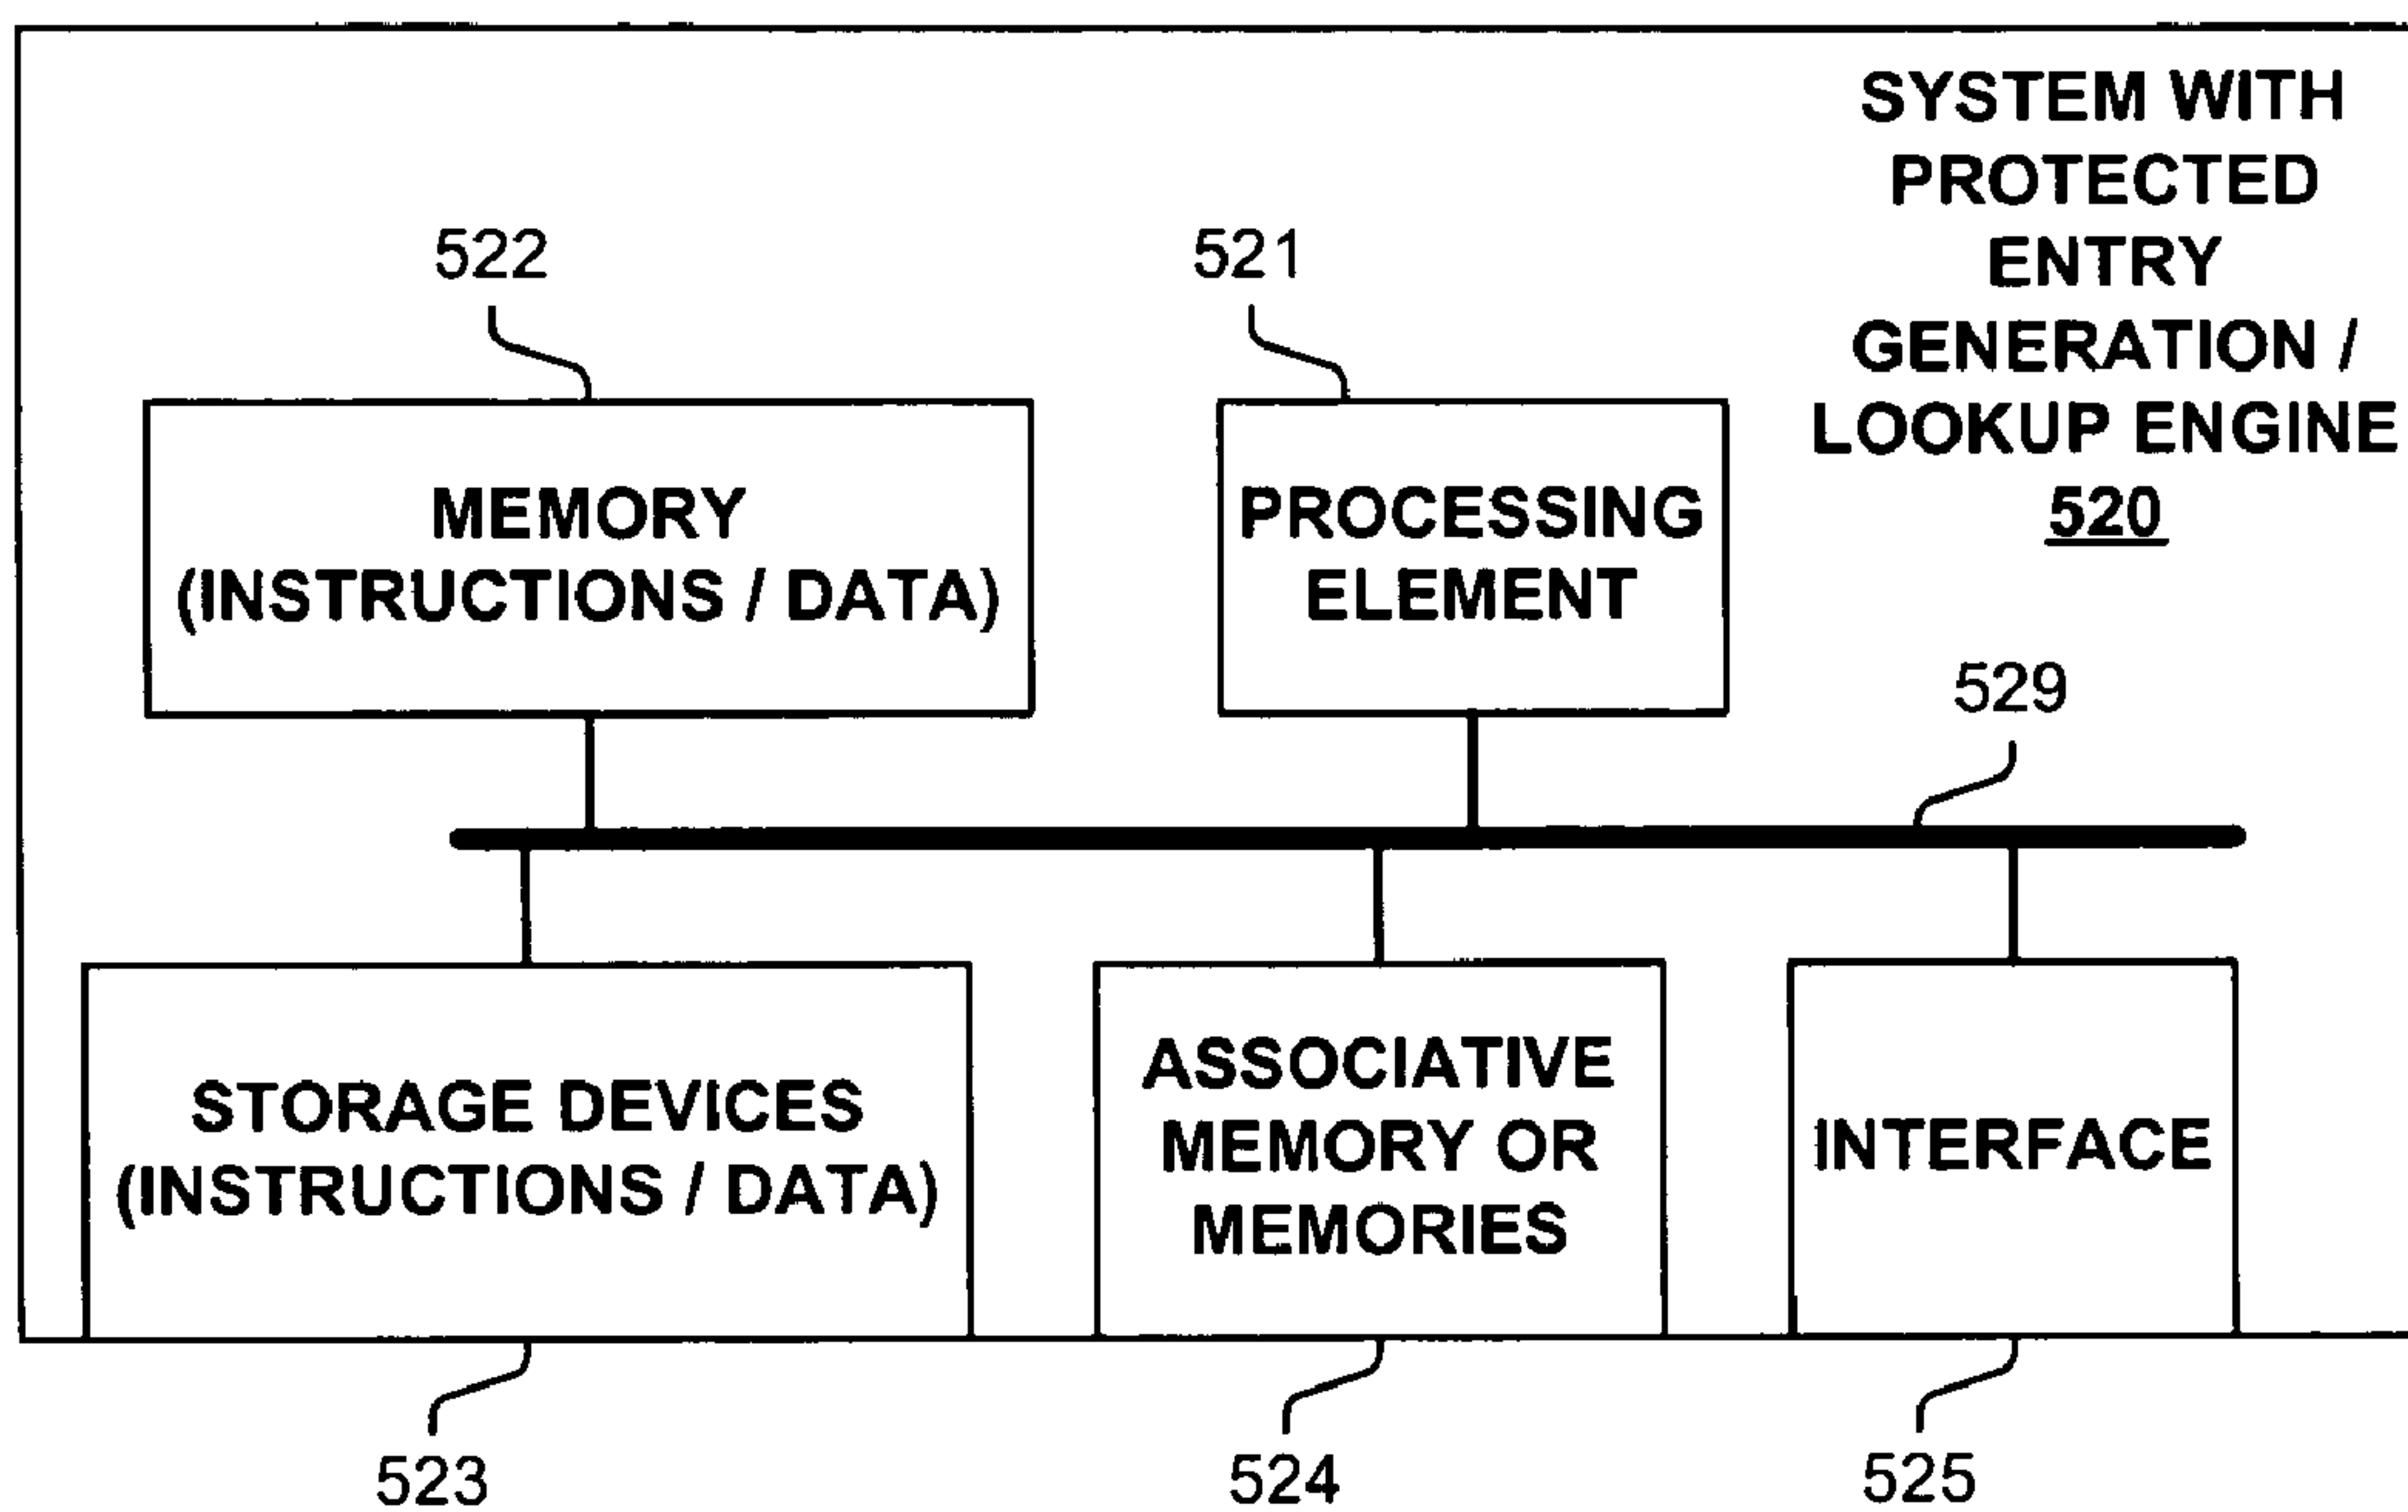 SYSTEM WITH
PROTECTED
ENTRY
GENERATION /
LOOKUP ENGINE
520
522
521
MEMORY
(INSTRUCTIONS / DATA)
PROCESSING
ELEMENT
529
STORAGE DEVICES
(INSTRUCTIONS / DATA)
ASSOCIATIVE
MEMORY OR
MEMORIES
INTERFACE
523
524
525